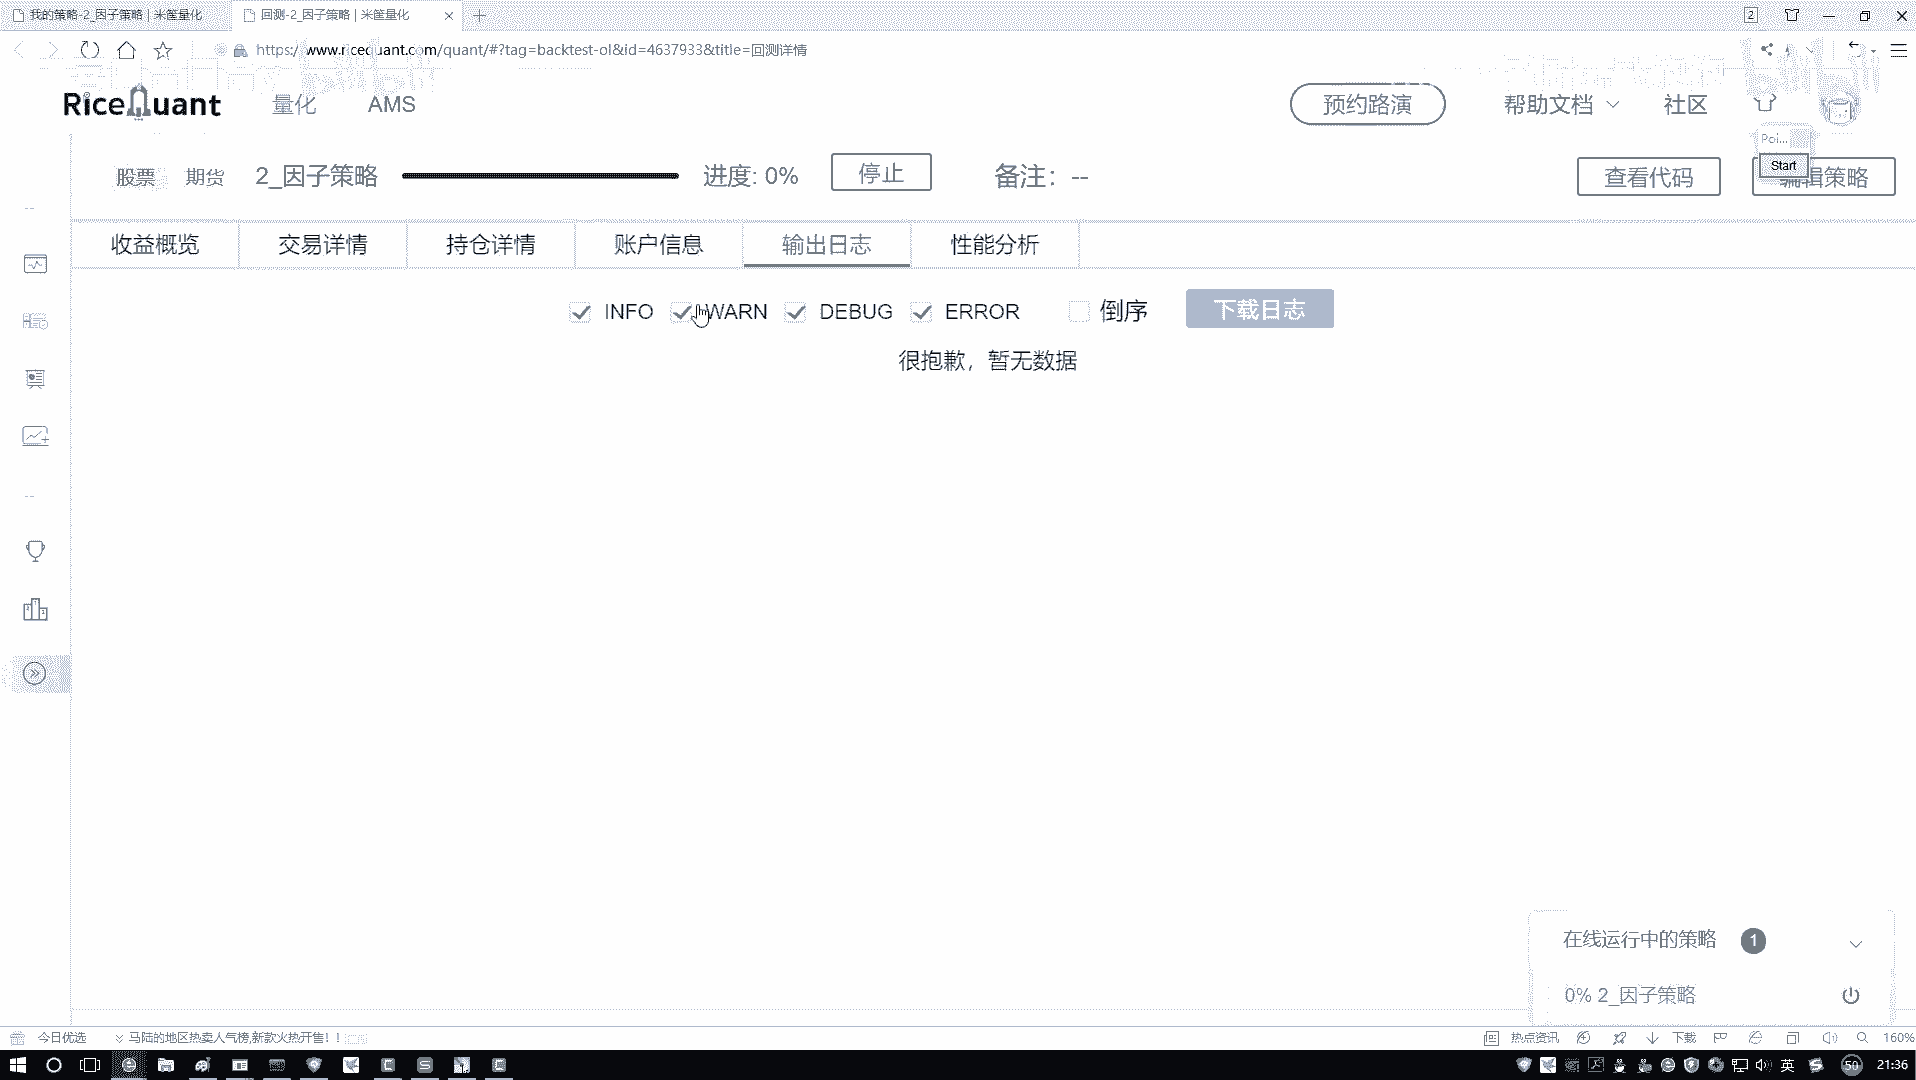 我的策略-2_因子策略 | 米筐量化
回测-2_因子策略 | 米筐量化
2
https://www.ricequant.com/quant/#?tag=backtest-ol&id=4637933&title=回测详情
RiceQuant 量化 AMS 预约路演 帮助文档 社区
Poi...
Start
股票 期货 2_因子策略 进度: 0% 停止 备注: -- 查看代码 编辑策略
--
收益概览 交易详情 持仓详情 账户信息 输出日志 性能分析
INFO WARN DEBUG ERROR 倒序 下载日志
很抱歉，暂无数据
--
在线运行中的策略 1
0% 2_因子策略
今日优选 马陆的地区热卖人气榜,新款火热开售！！ 热点资讯 下载 160%
英 50 21:36